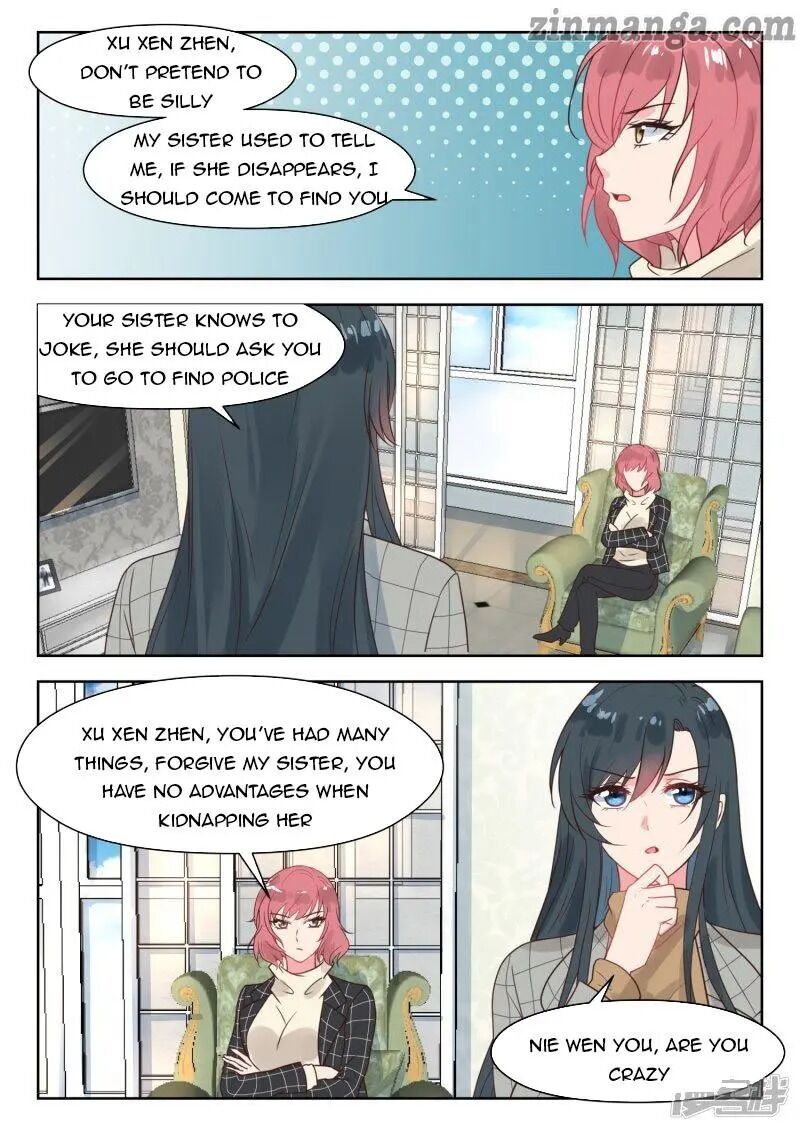 zinmanga.com
XU XEN ZHEN,
DON'T PRETEND TO
BE SILLY
MY SISTER USED TO TELL
ME, IF SHE DISAPPEARS, I
SHOULD COME TO FIND YOU
YOUR SISTER KNOWS TO
JOKE, SHE SHOULD ASK YOU
TO GO TO FIND POLICE
XU XEN ZHEN, YOU'VE HAD MANY
THINGS, FORGIVE MY SISTER, YOU
HAVE NO ADVANTAGES WHEN
KIDNAPPING HER
NIE WEN YOU, ARE YOU
CRAZY